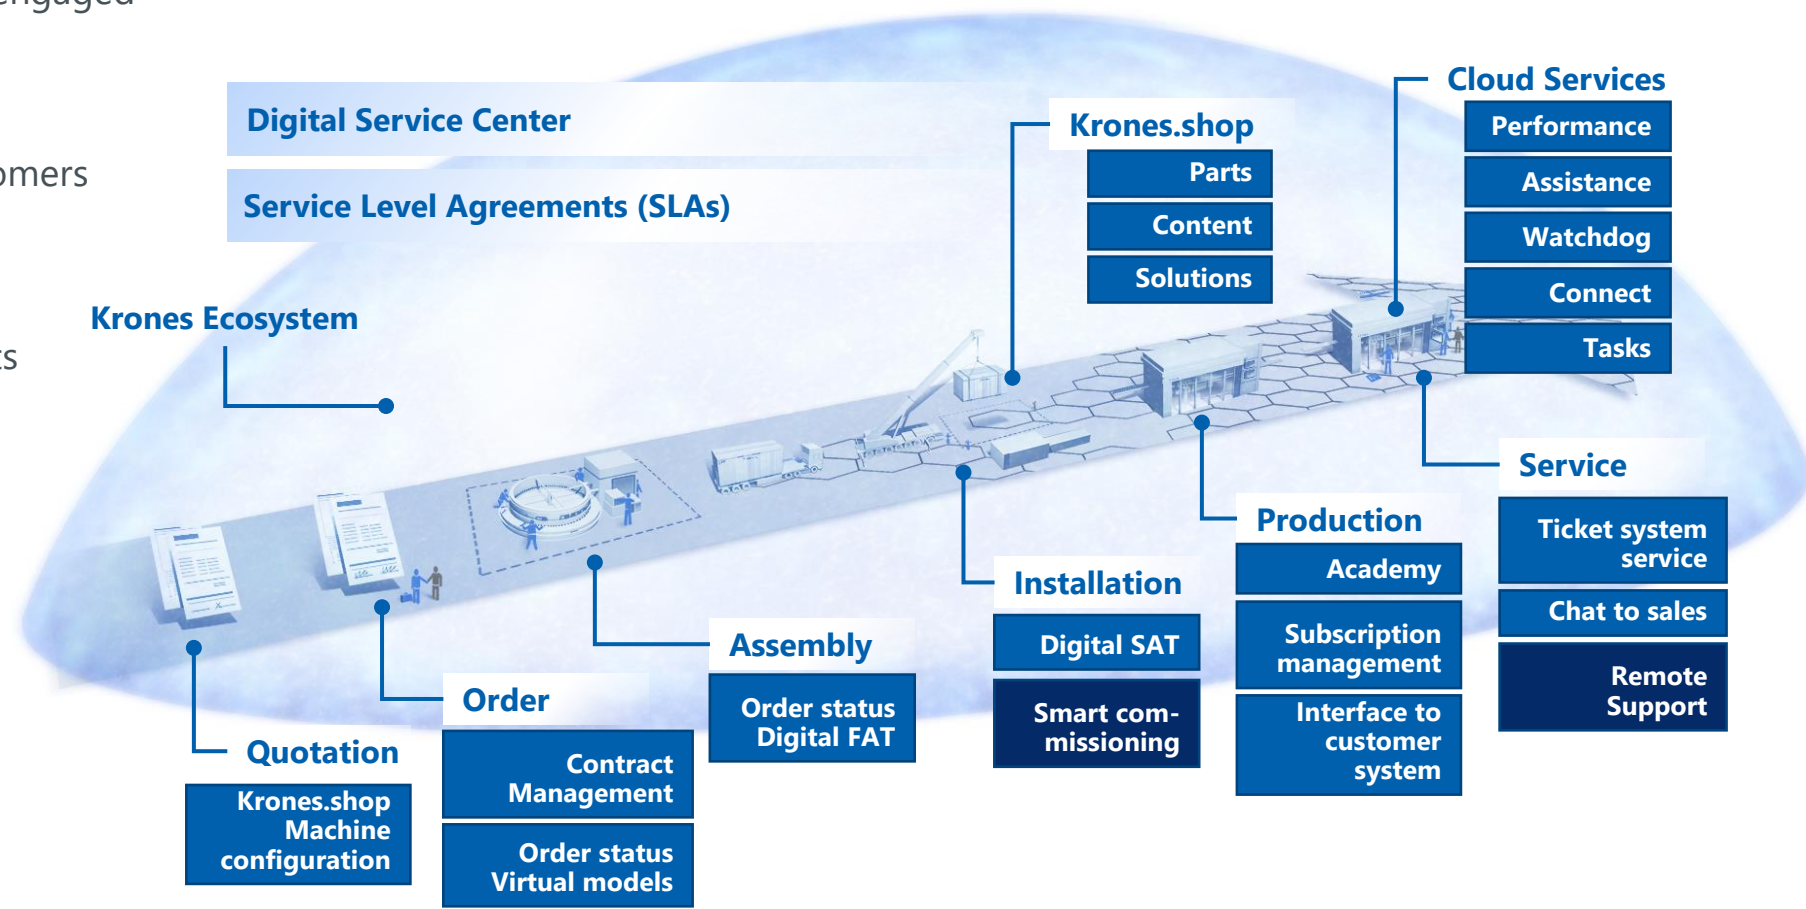 engaged
omers
ts
Digital Service Center
Service Level Agreements (SLAs)
Krones Ecosystem
Krones.shop
Parts
Content
Solutions
Cloud Services
Performance
Assistance
Watchdog
Connect
Tasks
Quotation
Krones.shop
Machine
configuration
Order
Contract
Management
Order status
Virtual models
Assembly
Order status
Digital FAT
Installation
Digital SAT
Smart com-
missioning
Production
Academy
Subscription
management
Interface to
customer
system
Service
Ticket system
service
Chat to sales
Remote
Support